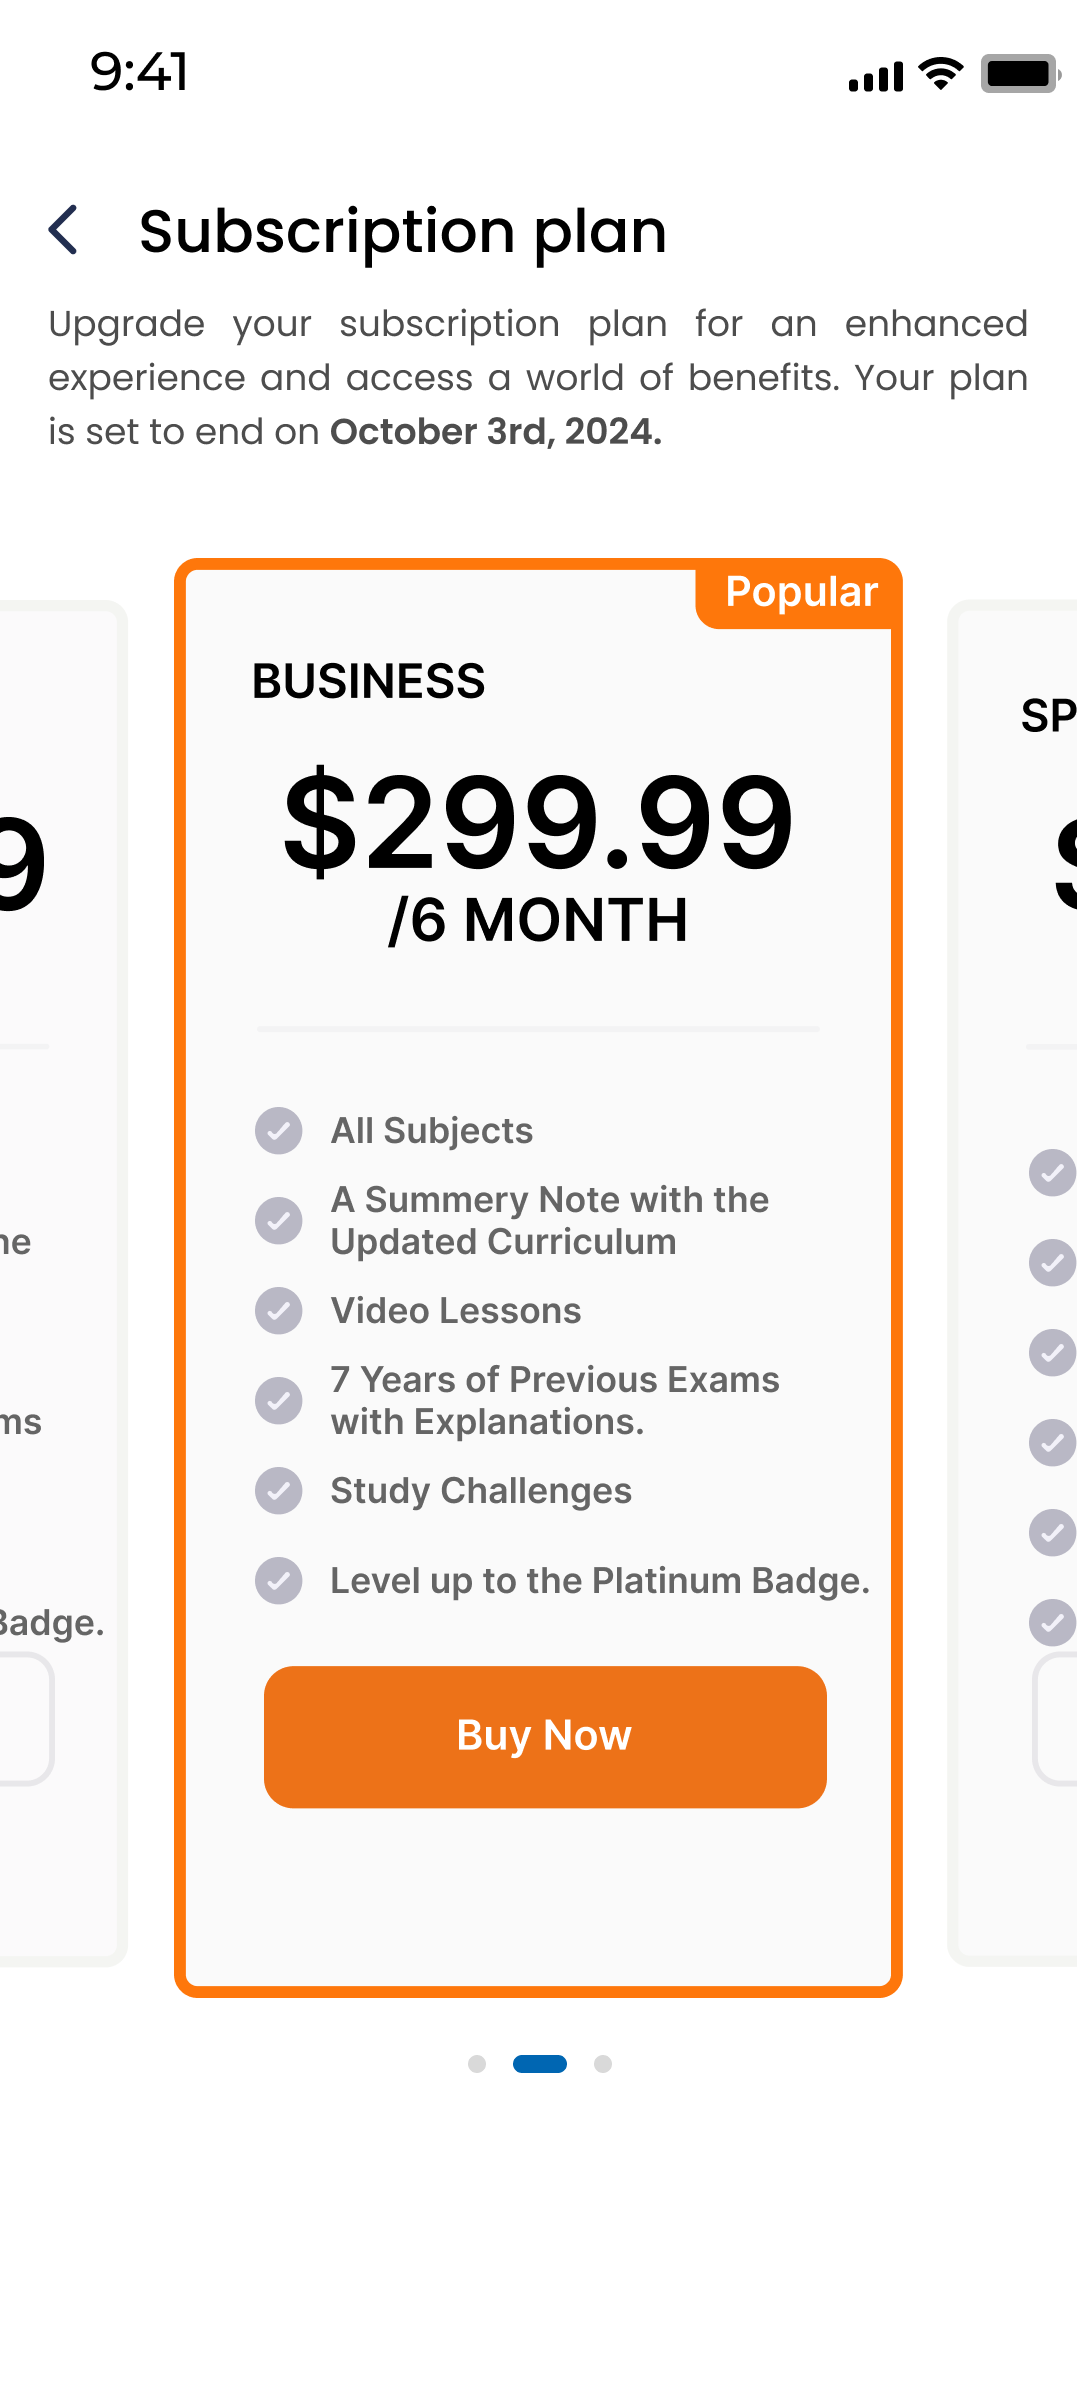 9:41
Subscription plan
Upgrade your subscription plan for an enhanced
experience and access a world of benefits. Your plan
is set to end on October 3rd, 2024.
Popular
BUSINESS
$299.99
/6 MONTH
All Subjects
A Summery Note with the
Updated Curriculum
Video Lessons
7 Years of Previous Exams
with Explanations.
Study Challenges
Level up to the Platinum Badge.
Buy Now
9
Badge.
SP
$